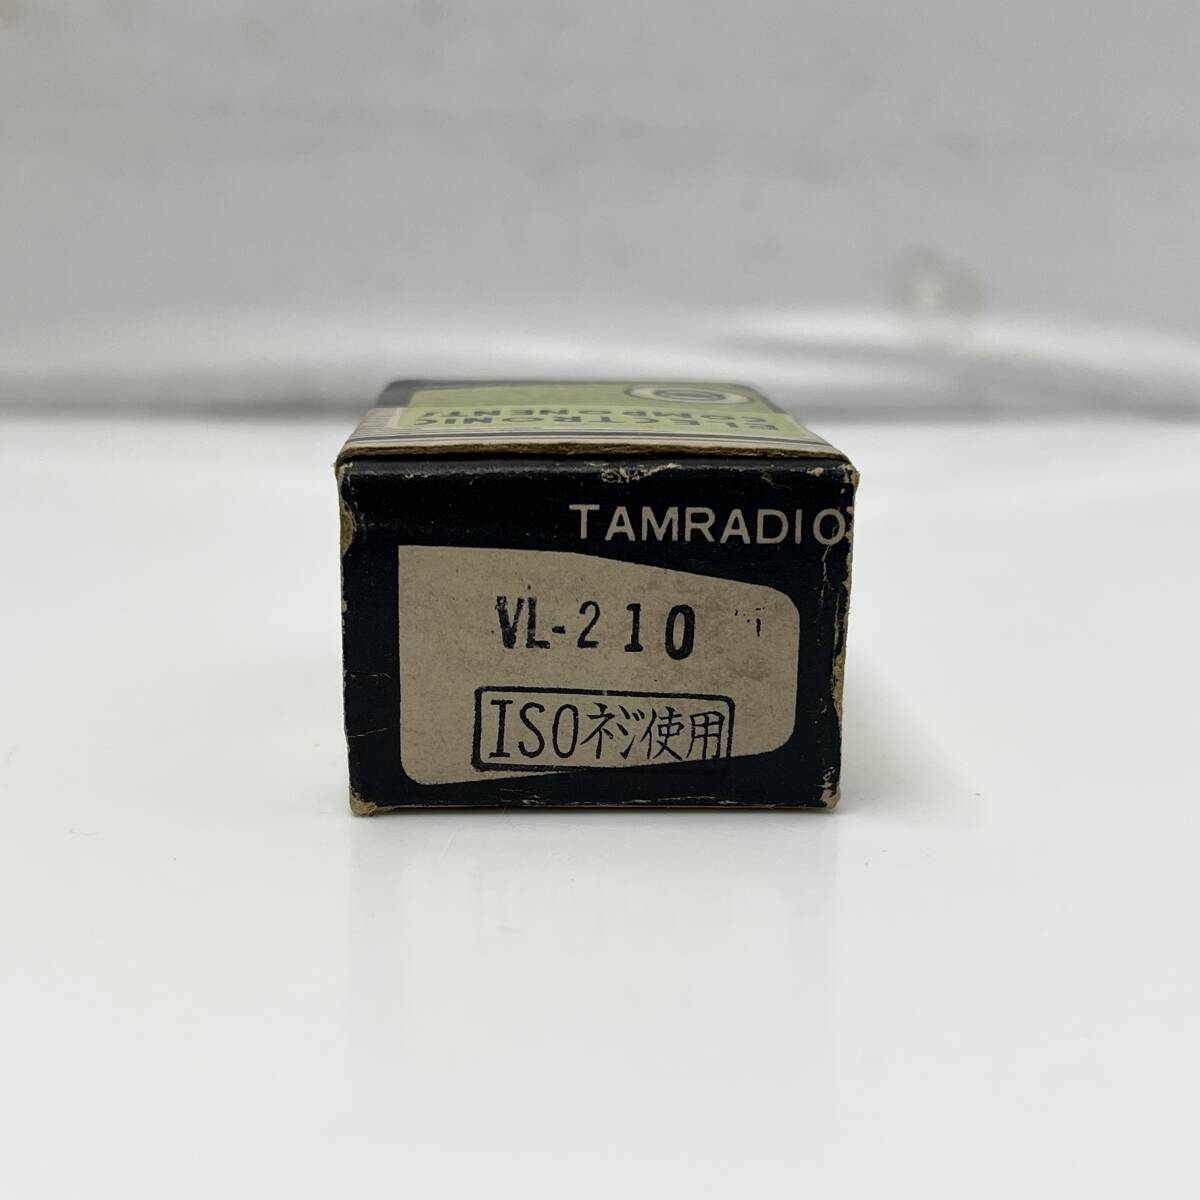 ELECTRONIC
COMPONENTS
TAMRADIO
VL-210
ISOネジ使用